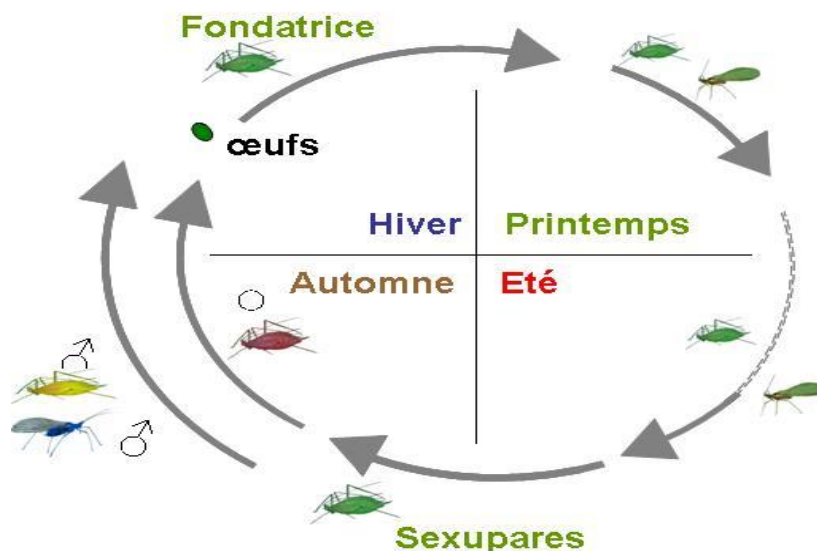 Fondatrice
œufs
Hiver
Printemps
Automne
Eté
Sexupares